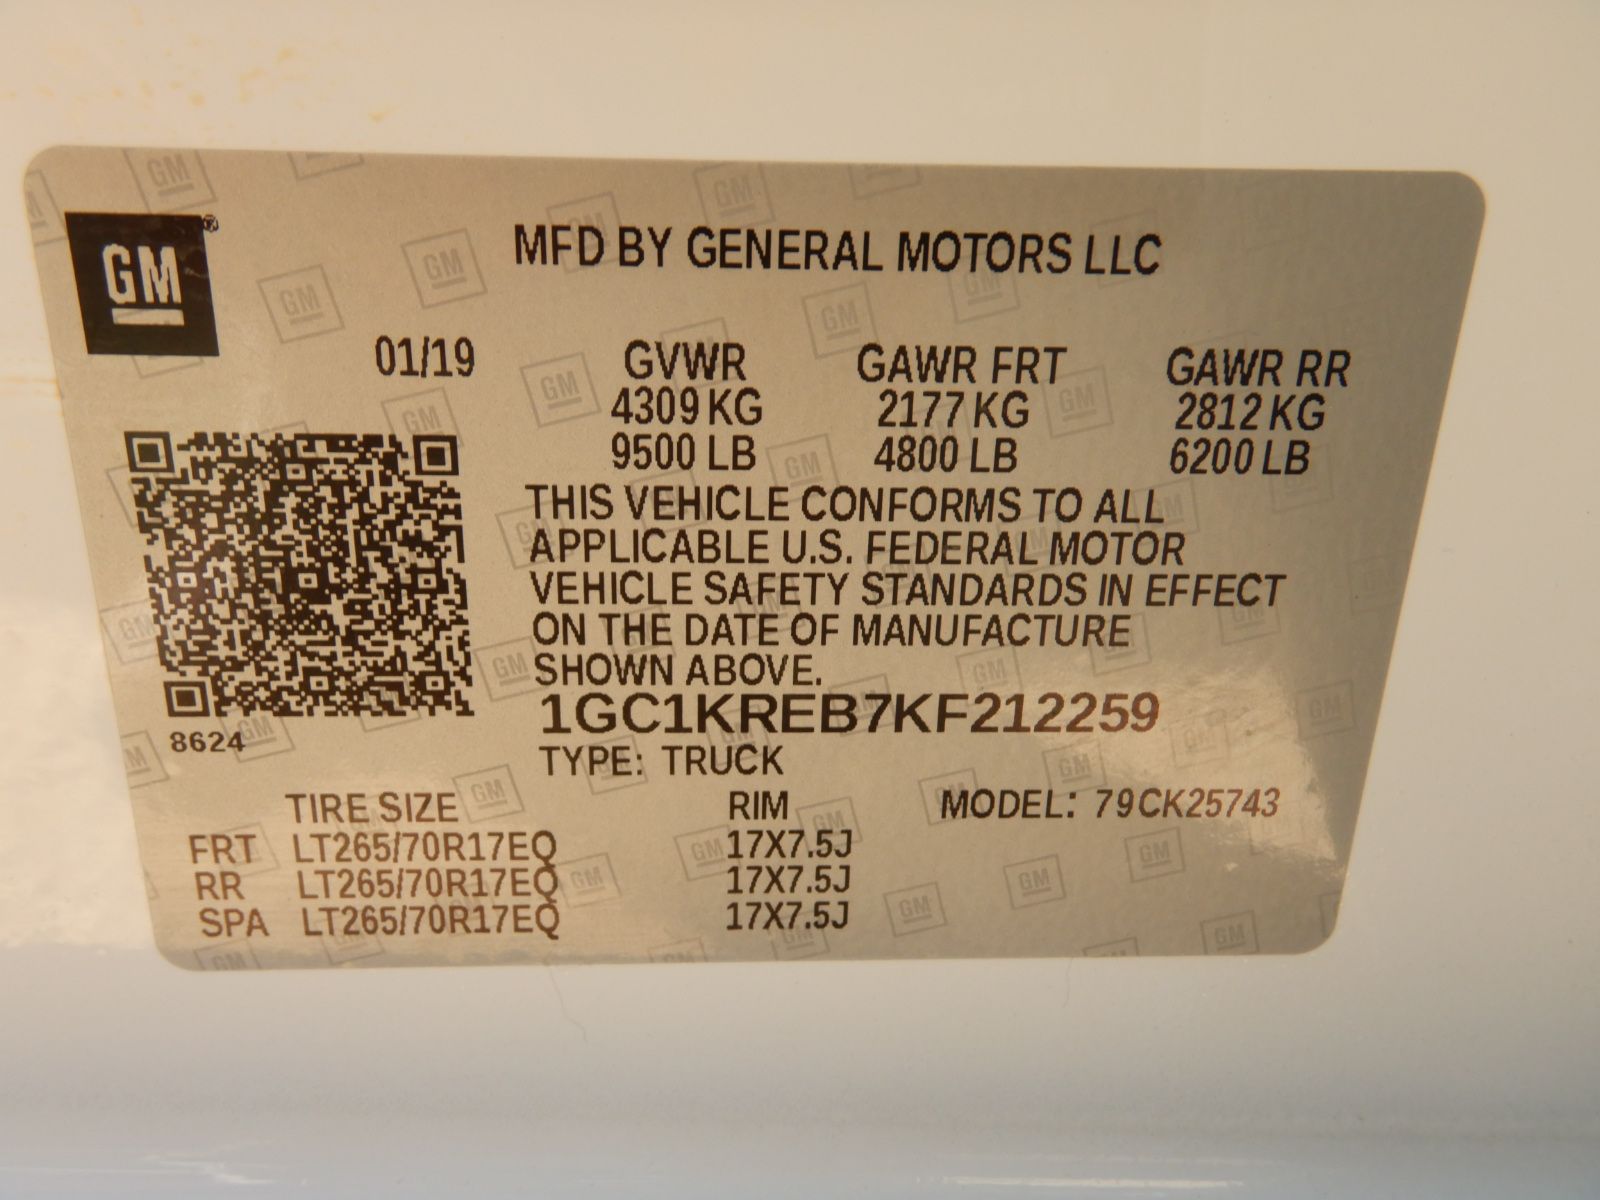 GM ®
MFD BY GENERAL MOTORS LLC
01/19 GVWR GAWR FRT GAWR RR
4309 KG 2177 KG 2812 KG
9500 LB 4800 LB 6200 LB
THIS VEHICLE CONFORMS TO ALL
APPLICABLE U.S. FEDERAL MOTOR
VEHICLE SAFETY STANDARDS IN EFFECT
ON THE DATE OF MANUFACTURE
SHOWN ABOVE.
1GC1KREB7KF212259
8624
TYPE: TRUCK
TIRE SIZE RIM MODEL: 79CK25743
FRT LT265/70R17EQ 17X7.5J
RR LT265/70R17EQ 17X7.5J
SPA LT265/70R17EQ 17X7.5J